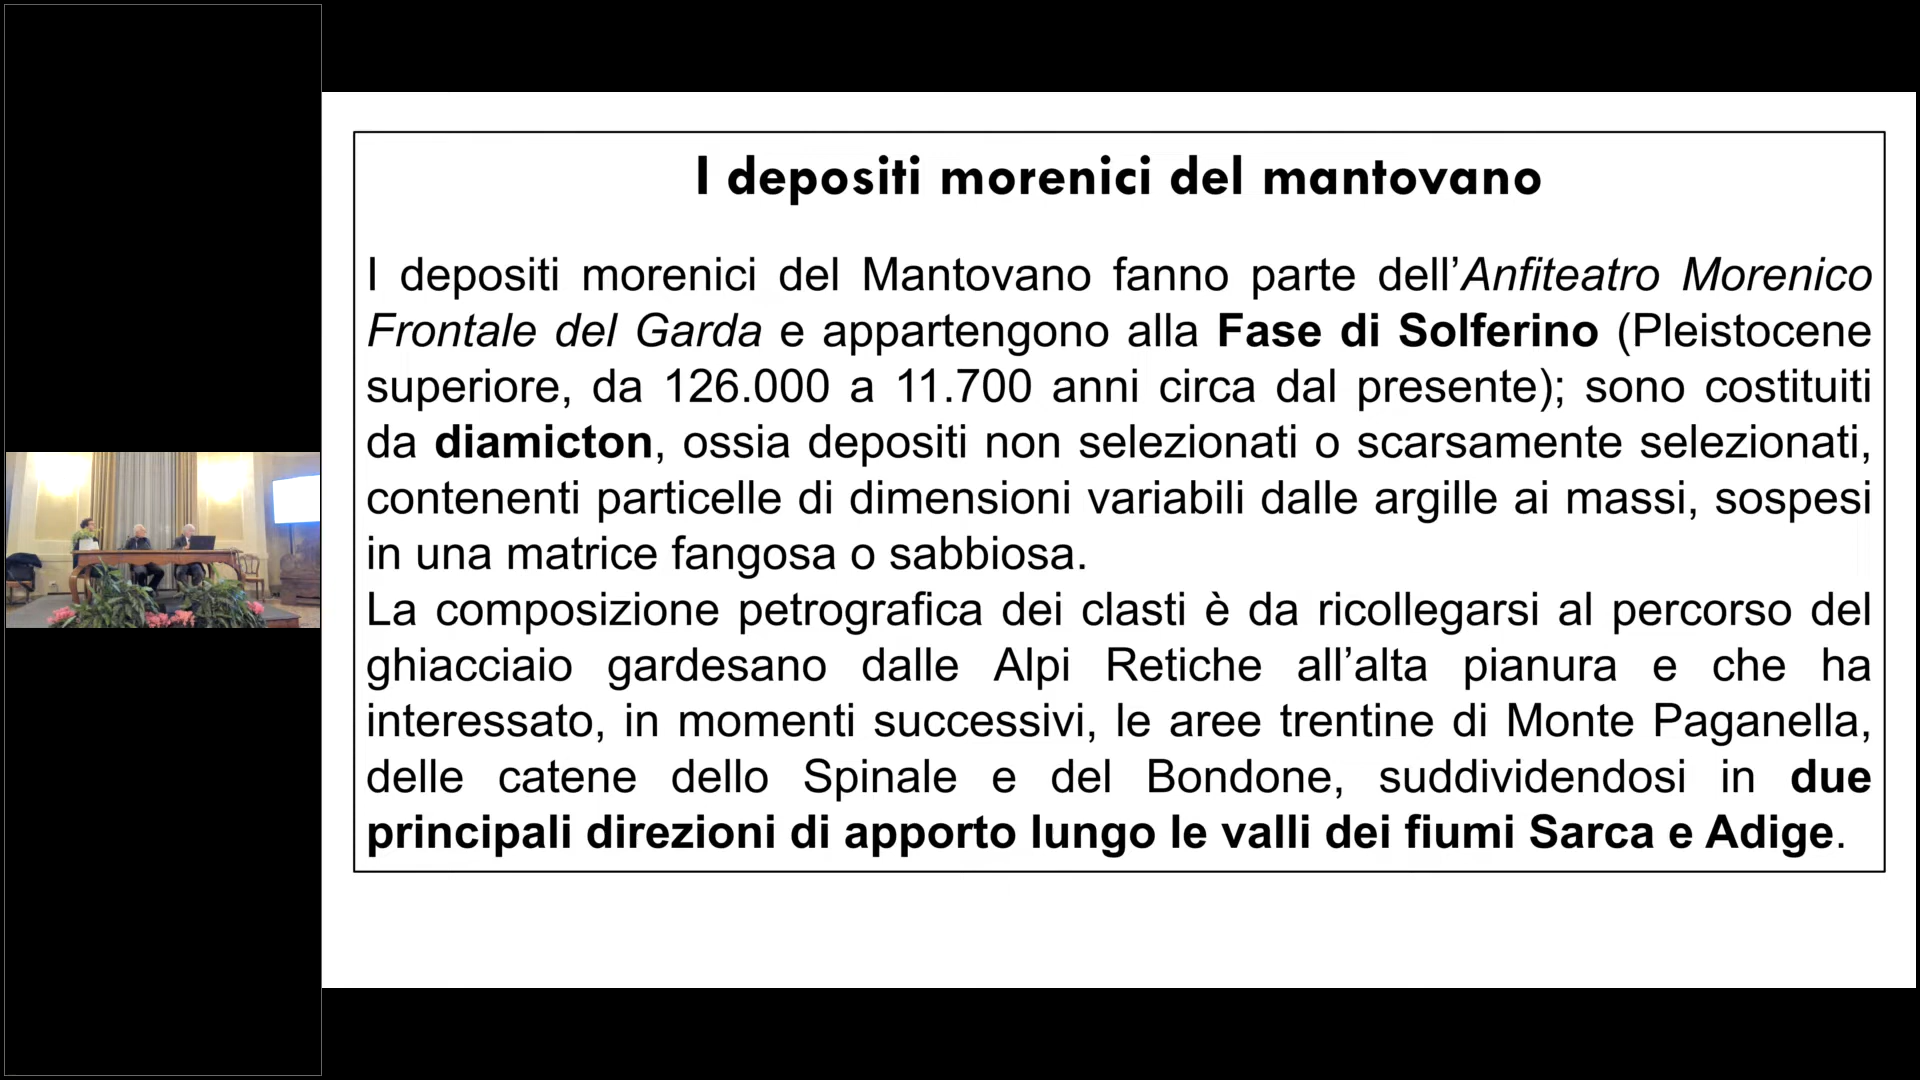 I depositi morenici del mantovano
I depositi morenici del Mantovano fanno parte dell’Anfiteatro Morenico
Frontale del Garda e appartengono alla Fase di Solferino (Pleistocene
superiore, da 126.000 a 11.700 anni circa dal presente); sono costituiti
da diamicton, ossia depositi non selezionati o scarsamente selezionati,
contenenti particelle di dimensioni variabili dalle argille ai massi, sospesi
in una matrice fangosa o sabbiosa.
La composizione petrografica dei clasti è da ricollegarsi al percorso del
ghiacciaio gardesano dalle Alpi Retiche all’alta pianura e che ha
interessato, in momenti successivi, le aree trentine di Monte Paganella,
delle catene dello Spinale e del Bondone, suddividendosi in due
principali direzioni di apporto lungo le valli dei fiumi Sarca e Adige.